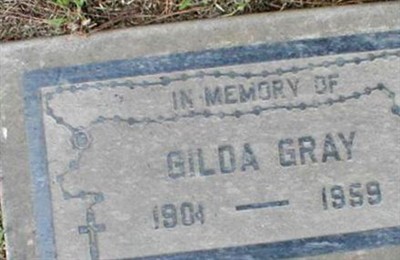 IN MEMORY OF
GILDA GRAY
1901 — 1959